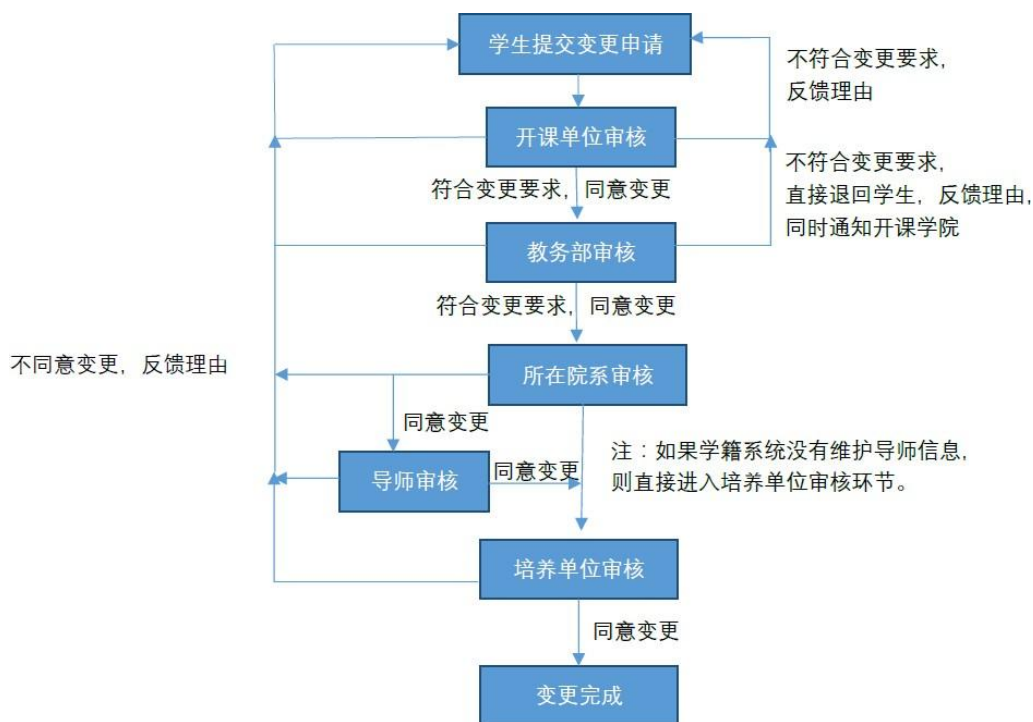 学生提交变更申请
不符合变更要求,
反馈理由
开课单位审核
不符合变更要求,
直接退回学生, 反馈理由,
同时通知开课学院
符合变更要求, 同意变更
教务部审核
符合变更要求, 同意变更
不同意变更, 反馈理由
所在院系审核
同意变更
注：如果学籍系统没有维护导师信息,
则直接进入培养单位审核环节。
导师审核
同意变更
培养单位审核
同意变更
变更完成